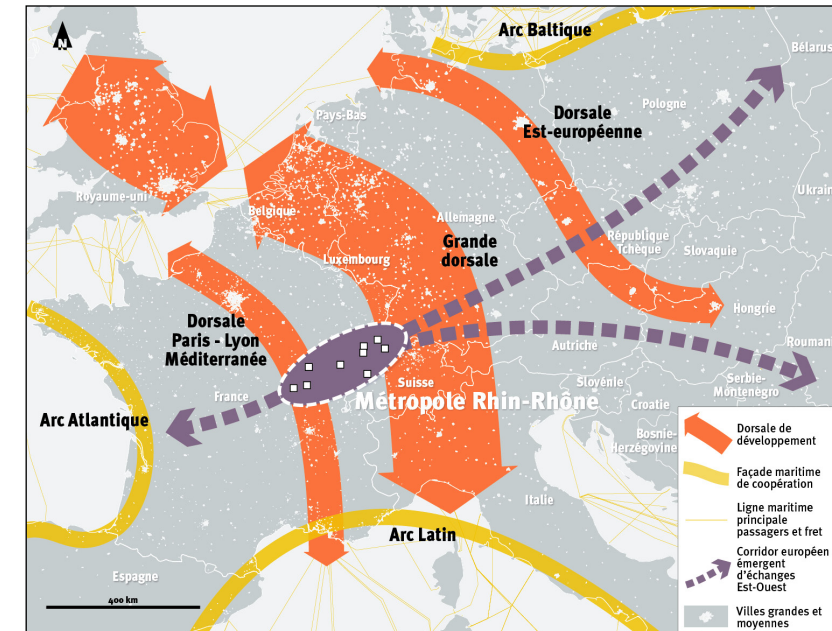 N
Arc Baltique
Bélarus
Dorsale
Est-européenne
Pologne
Pays-Bas
Royaume-uni
Belgique
Allemagne
Ukrain
Grande
dorsale
République
Tchèque
Slovaquie
Luxembourg
Hongrie
Dorsale
Paris - Lyon
Méditerranée
Autriche
Rouman
France
Suisse
Slovénie
Serbie-
Monténégro
Métropole Rhin-Rhône
Croatie
Arc Atlantique
Bosnie-
Herzégovine
Italie
Arc Latin
Espagne
400 km
Dorsale de
développement
Façade maritime
de coopération
Ligne maritime
principale
passagers et fret
Corridor européen
émergent
d'échanges
Est-Ouest
Villes grandes et
moyennes